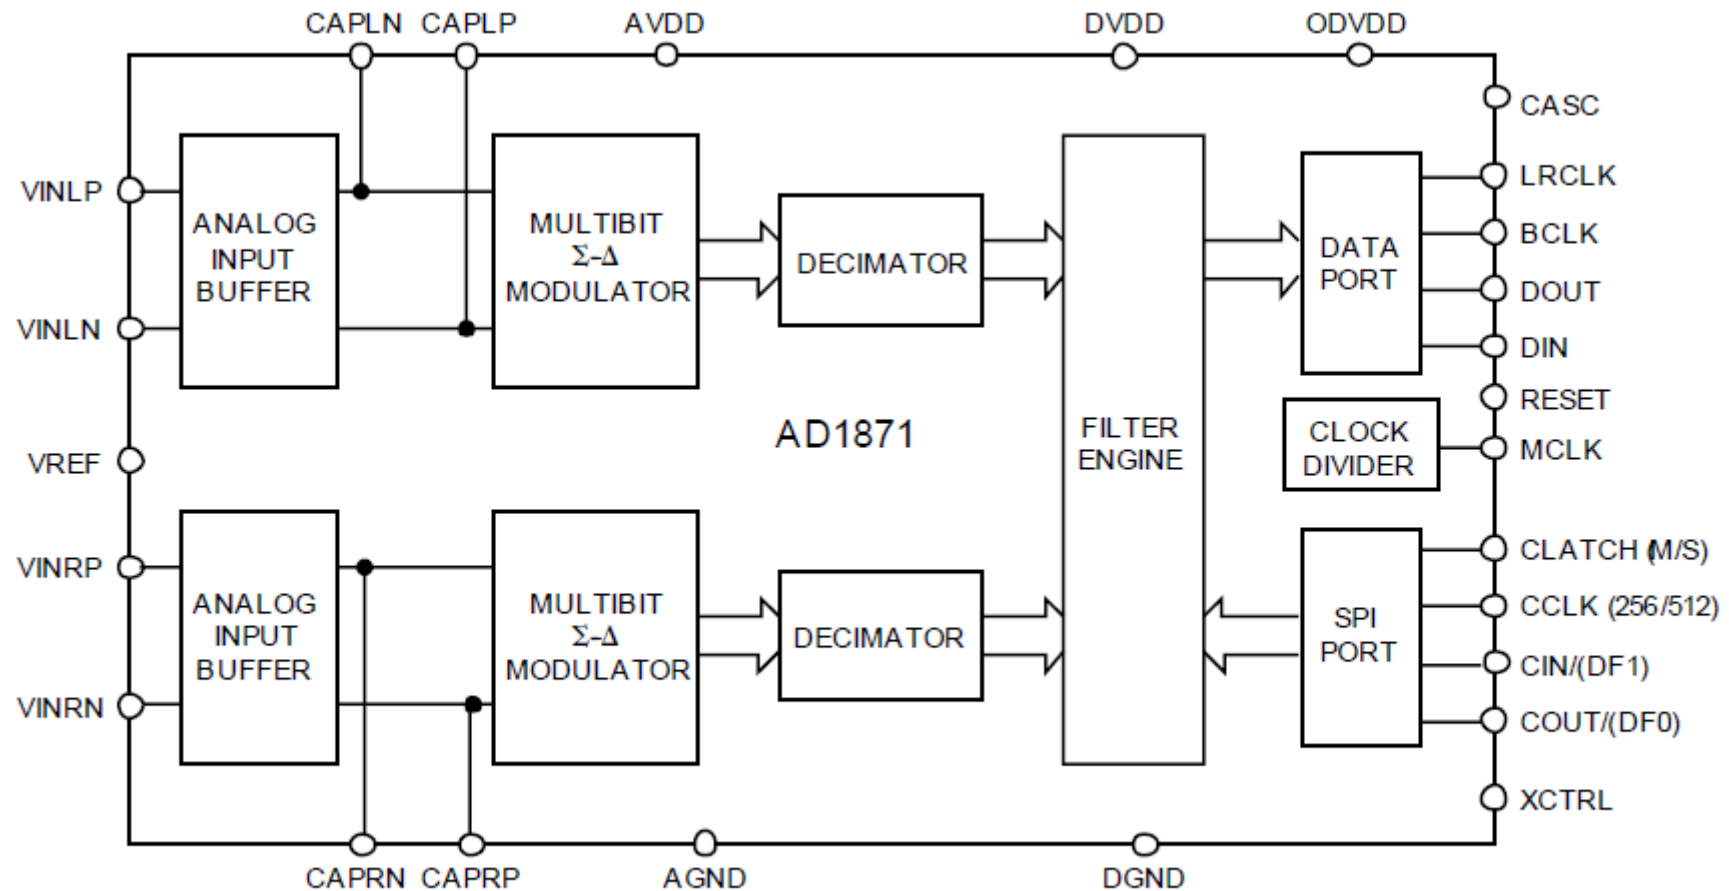 CAPLN CAPLP AVDD DVDD ODVDD
CASC
VINLP
ANALOG
INPUT
BUFFER
MULTIBIT
Σ-Δ
MODULATOR
DECIMATOR
DATA
PORT
LRCLK
BCLK
DOUT
DIN
VINLN
RESET
AD1871
FILTER
ENGINE
CLOCK
DIVIDER
MCLK
VREF
VINRP
ANALOG
INPUT
BUFFER
MULTIBIT
Σ-Δ
MODULATOR
DECIMATOR
SPI
PORT
CLATCH (M/S)
CCLK (256/512)
CIN/(DF1)
COUT/(DF0)
VINRN
XCTRL
CAPRN CAPRP AGND DGND